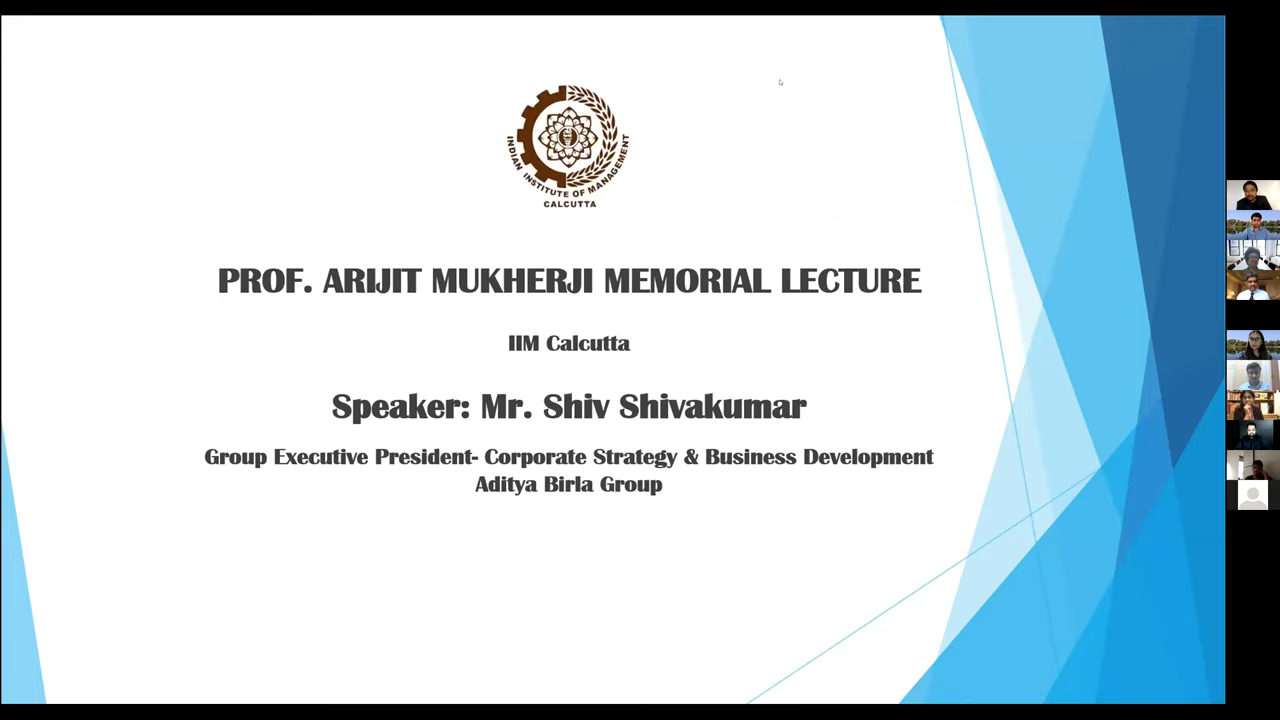 INDIAN INSTITUTE OF MANAGEMENT
CALCUTTA
PROF. ARIJIT MUKHERJI MEMORIAL LECTURE
IIM Calcutta
Speaker: Mr. Shiv Shivakumar
Group Executive President- Corporate Strategy & Business Development
Aditya Birla Group